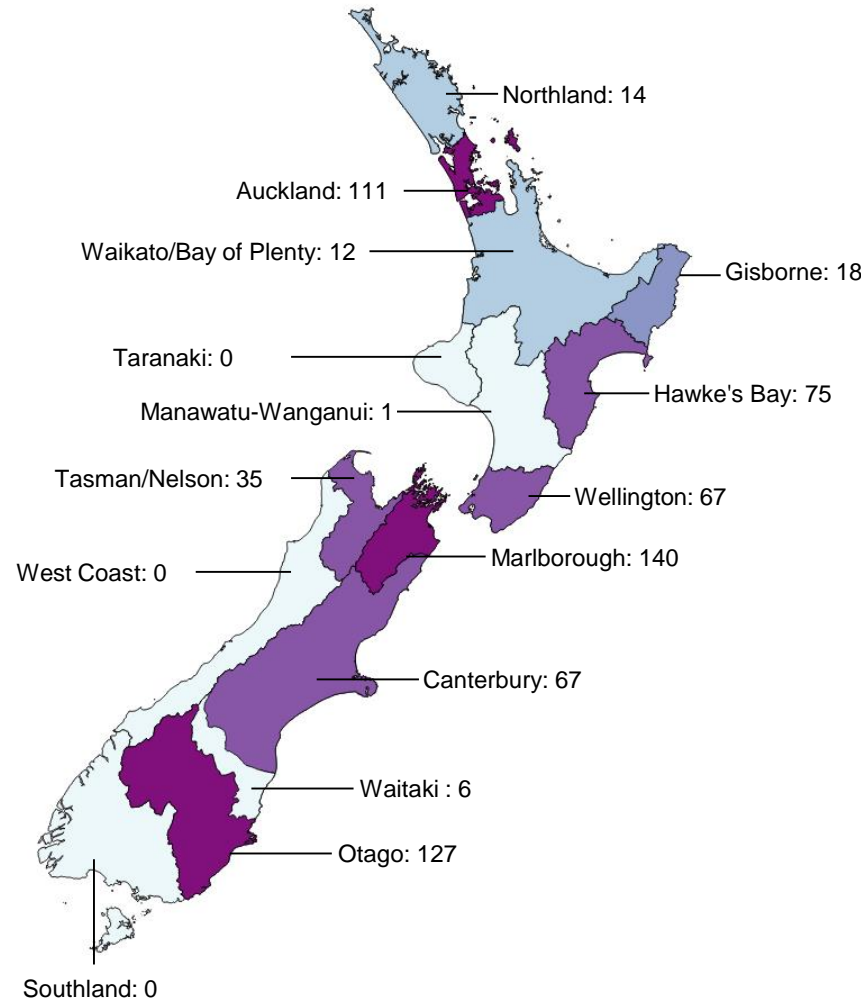 Northland: 14
Auckland: 111
Waikato/Bay of Plenty: 12
Gisborne: 18
Taranaki: 0
Hawke's Bay: 75
Manawatu-Wanganui: 1
Tasman/Nelson: 35
Wellington: 67
Marlborough: 140
West Coast: 0
Canterbury: 67
Waitaki : 6
Otago: 127
Southland: 0